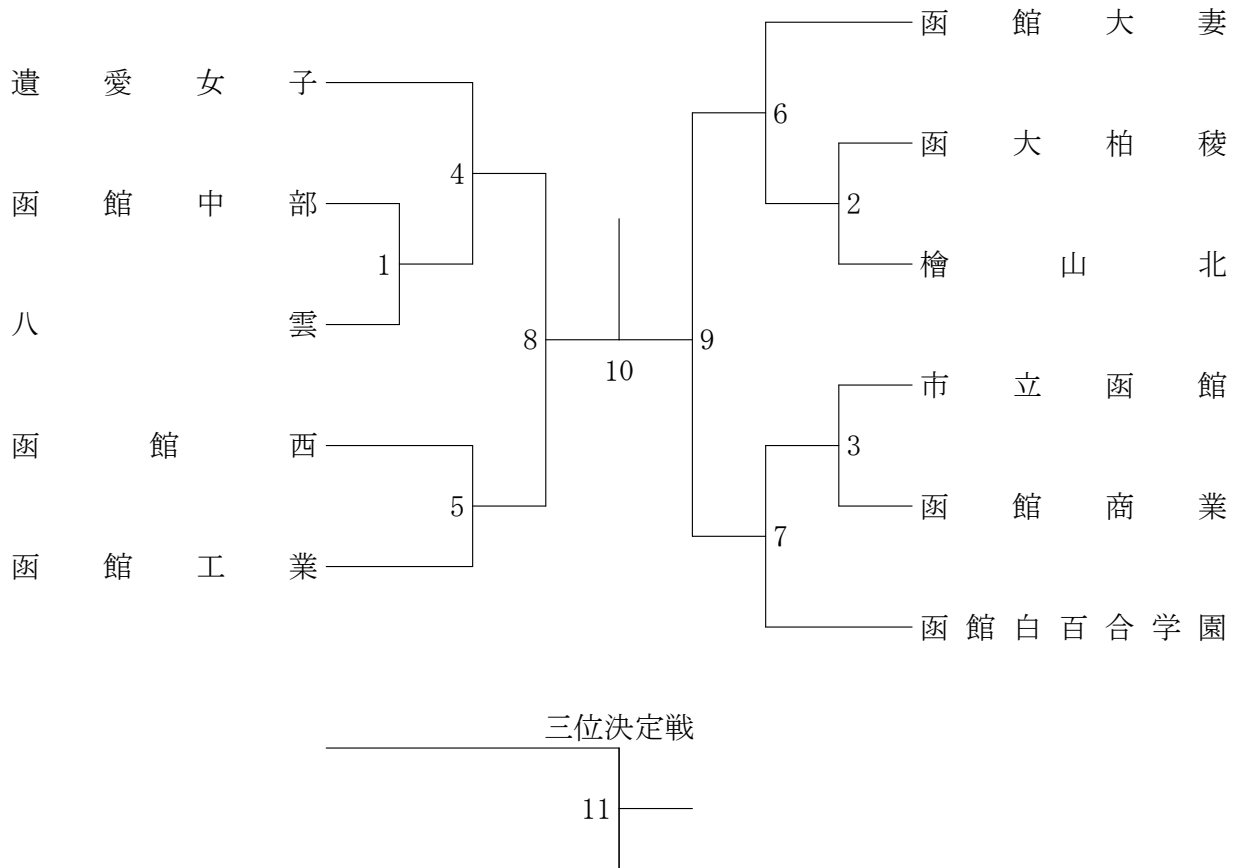 函館大妻
遺愛女子
6
函大柏稜
4
函館中部
2
1
檜山北
八雲
8
9
10
市立函館
函館西
3
5
函館商業
7
函館工業
函館白百合学園
三位決定戦
11